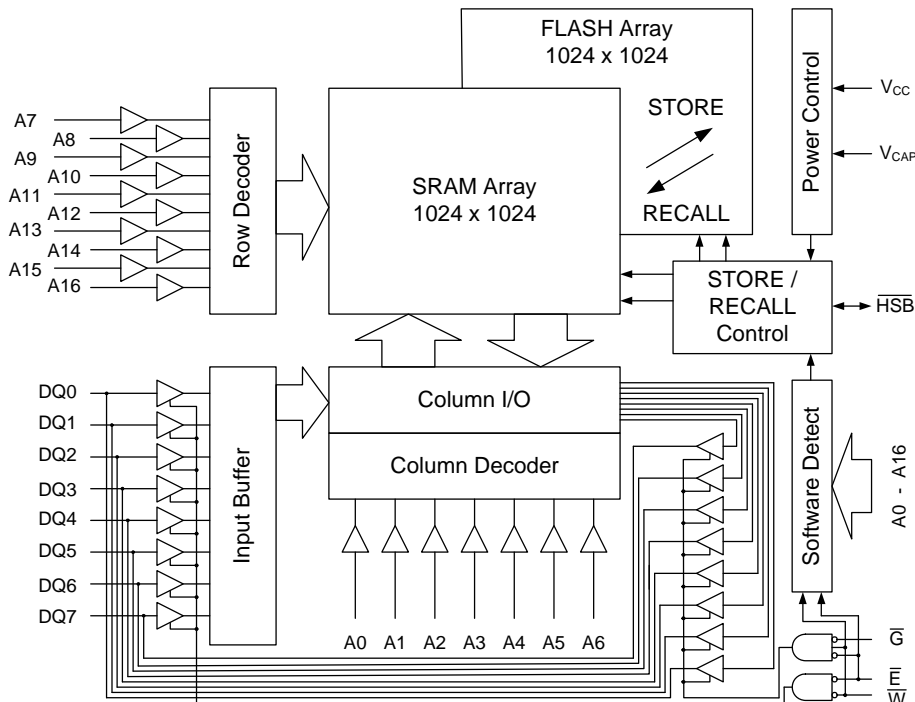 FLASH Array
1024 x 1024
STORE
RECALL
SRAM Array
1024 x 1024
Power Control
VCC
VCAP
A7
A8
A9
A10
A11
A12
A13
A14
A15
A16
Row Decoder
STORE /
RECALL
Control
HSB
DQ0
DQ1
DQ2
DQ3
DQ4
DQ5
DQ6
DQ7
Input Buffer
Column I/O
Column Decoder
A0
A1
A2
A3
A4
A5
A6
Software Detect
A0 - A16
G
E
W